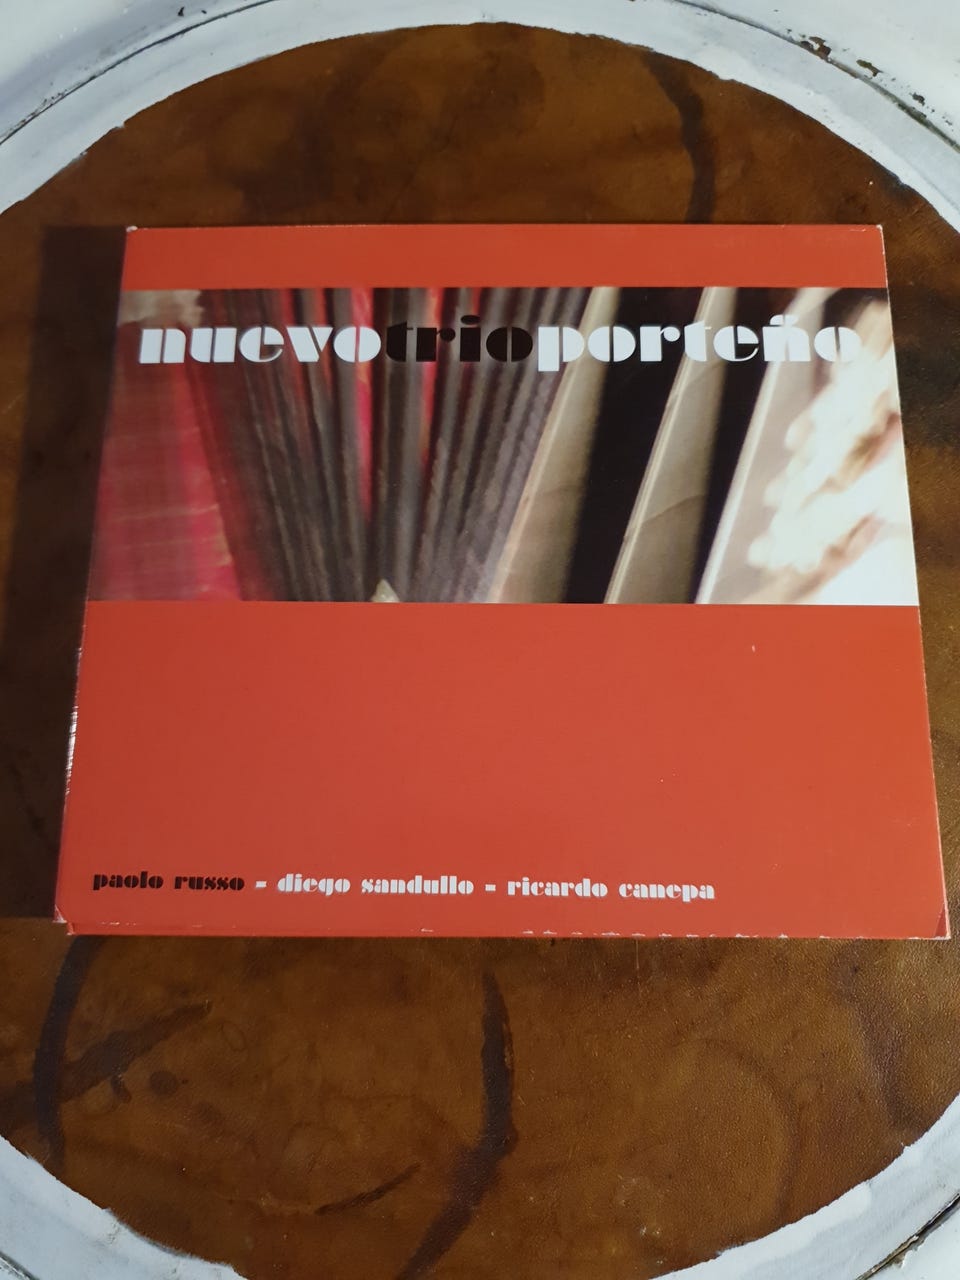 nuevotrioporteño
paolo russo - diego sandullo - ricardo canepa